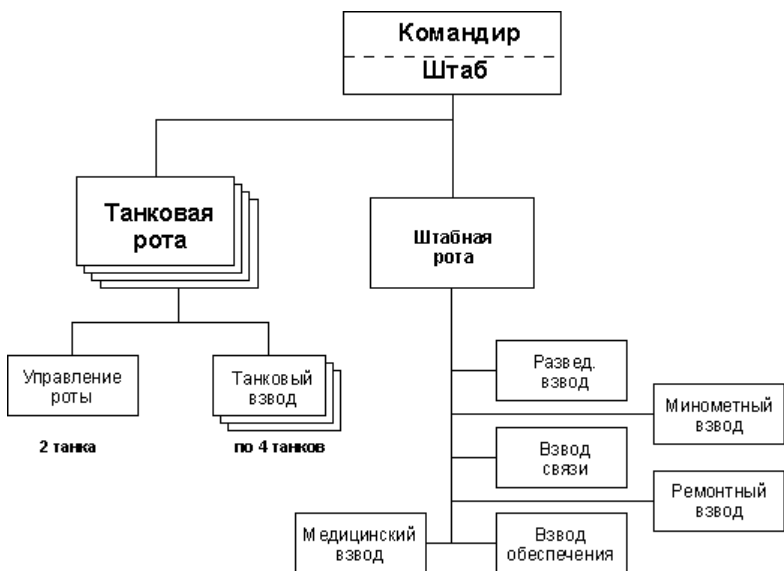 Командир
Штаб
Танковая
рота
Штабная
рота
Управление
роты
2 танка
Танковый
взвод
по 4 танков
Развед.
взвод
Минометный
взвод
Взвод
связи
Ремонтный
взвод
Медицинский
взвод
Взвод
обеспечения